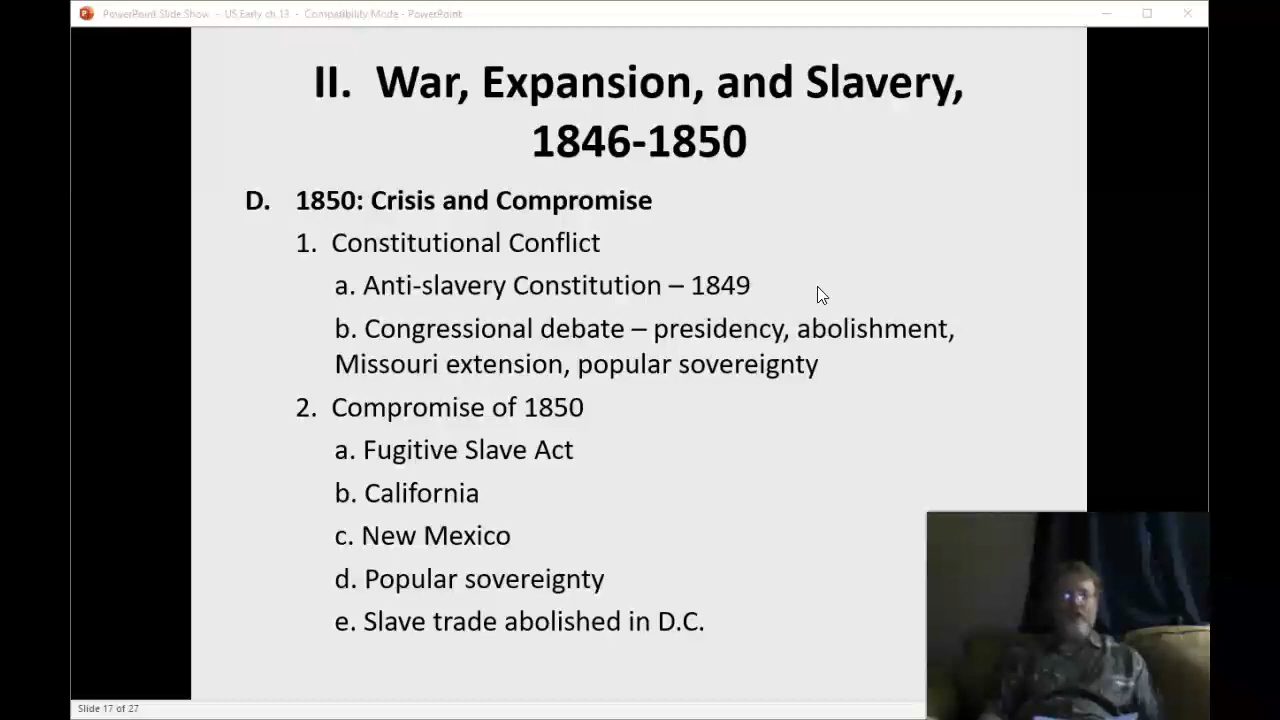 PowerPoint Slide Show - US Early ch 13 - Compatibility Mode - PowerPoint
II. War, Expansion, and Slavery,
1846-1850
D. 1850: Crisis and Compromise
1. Constitutional Conflict
a. Anti-slavery Constitution – 1849
b. Congressional debate – presidency, abolishment,
Missouri extension, popular sovereignty
2. Compromise of 1850
a. Fugitive Slave Act
b. California
c. New Mexico
d. Popular sovereignty
e. Slave trade abolished in D.C.
Slide 17 of 27